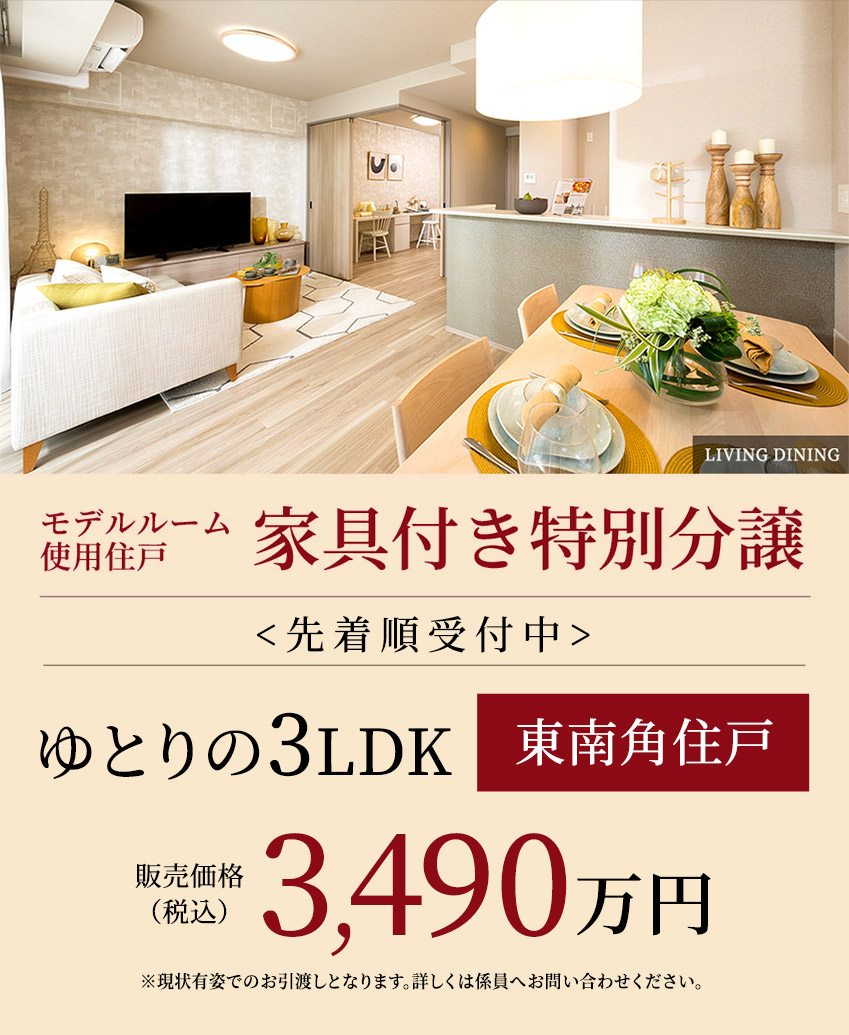 LIVING DINING
モデルルーム
使用住戸
家具付き特別分譲
<先着順受付中>
ゆとりの3LDK
東南角住戸
販売価格
（税込）
3,490万円
※現状有姿でのお引渡しとなります。詳しくは係員へお問い合わせください。